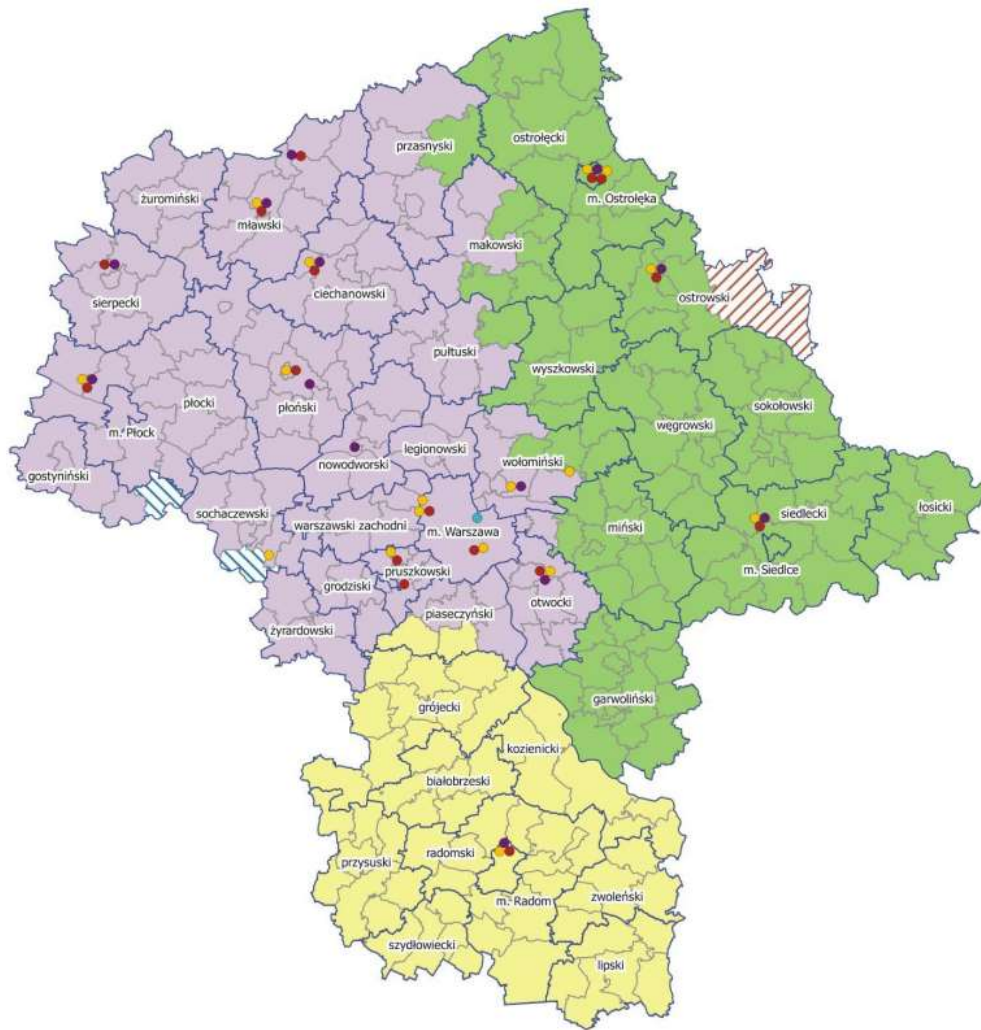 ostrołęcki
przasnyski
żuromiński
m. Ostrołęka
mławski
makowski
ciechanowski
ostrowski
sierpecki
pułtuski
wyszkowski
płocki
płoński
sokołowski
węgrowski
m. Płock
legionowski
wołomiński
nowodworski
gostyniński
sochaczewski
siedlecki
łosicki
warszawski zachodni
m. Warszawa
miński
m. Siedlce
pruszkowski
grodziski
otwocki
piaseczyński
żyrardowski
garwoliński
grójecki
kozienicki
białobrzeski
radomski
przysuski
zwoleński
m. Radom
szydłowiecki
lipski